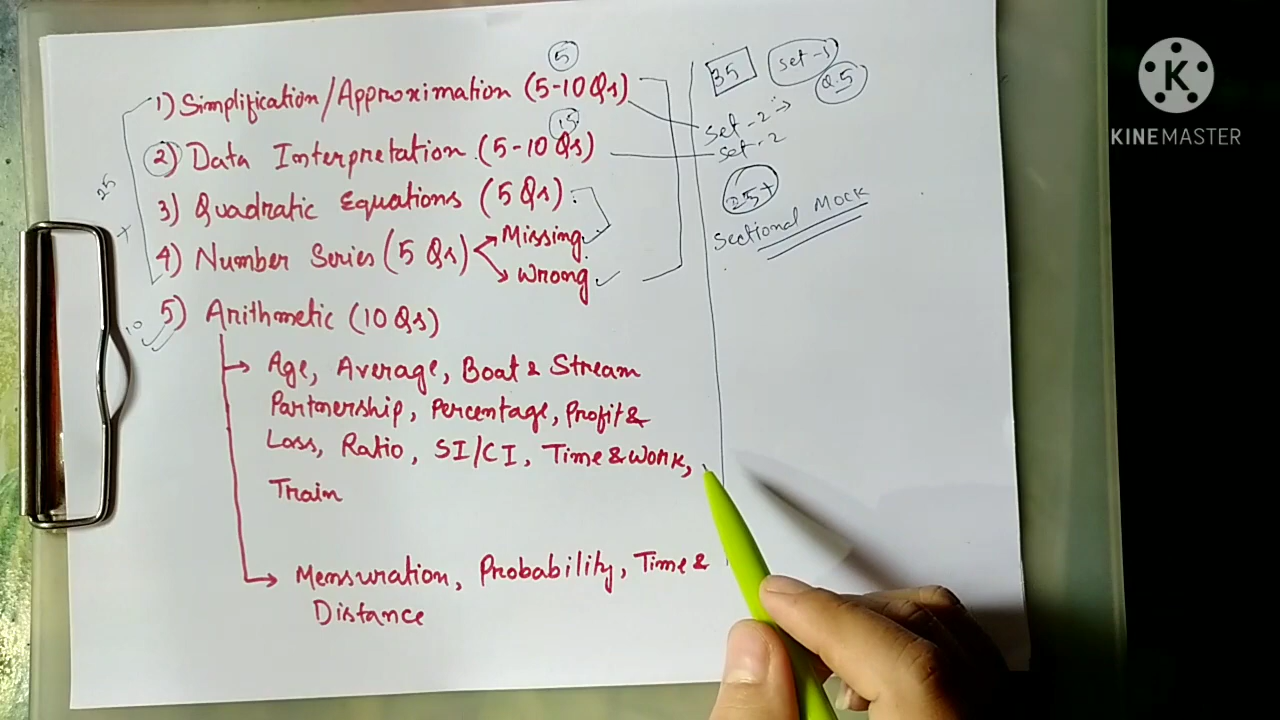 5
1) Simplification/Approximation (5-10 Qs)
15
2) Data Interpretation (5-10 Qs)
3) Quadratic Equations (5 Qs)
4) Number Series (5 Qs) Missing
Wrong
25
+
10
5) Arithmetic (10 Qs)
Age, Average, Boat & Stream
Partnership, Percentage, Profit &
Loss, Ratio, SI/CI, Time & Work,
Train
Mensuration, Probability, Time &
Distance
35 set-1
Q.5
set-2
set-2
25+
Sectional Mock
K
KINEMASTER